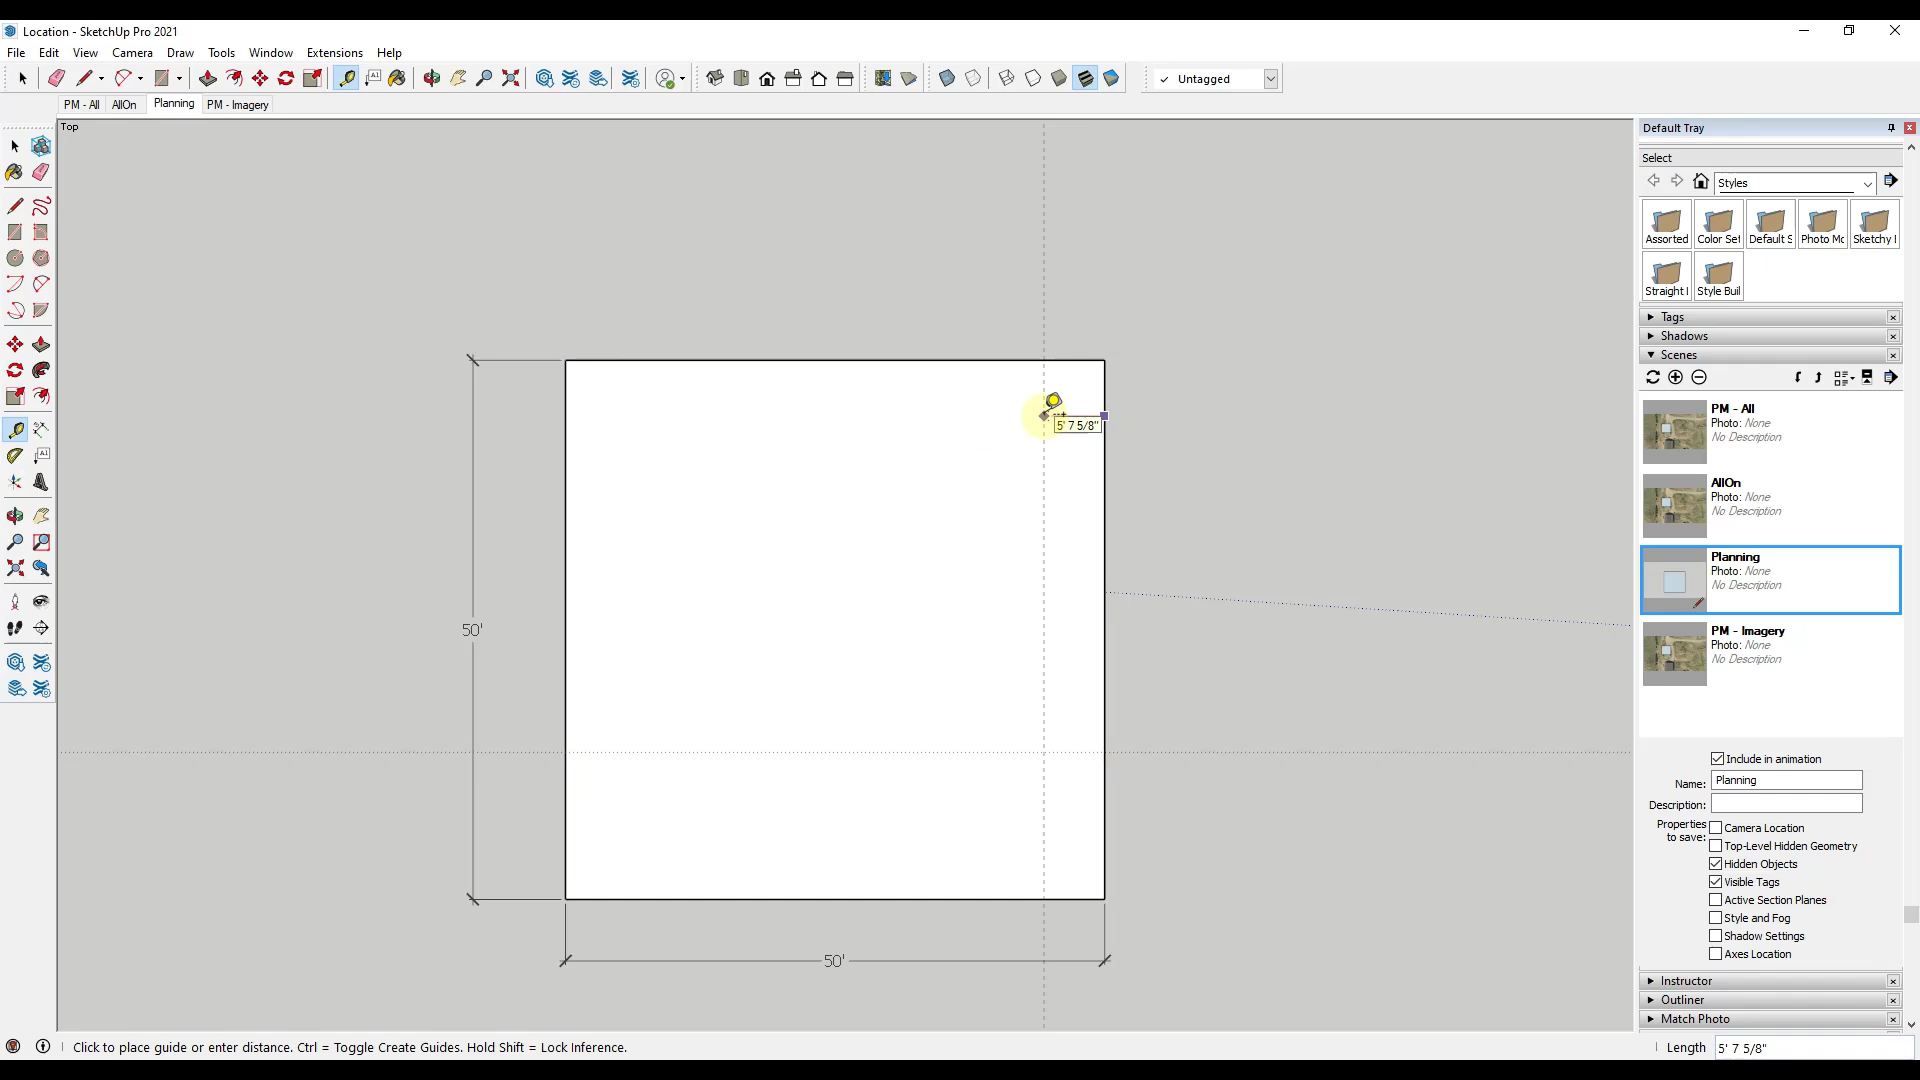 Location - SketchUp Pro 2021
File Edit View Camera Draw Tools Window Extensions Help
Untagged
PM - All AllOn Planning PM - Imagery
Top
Default Tray
Select
Styles
Assorted Color Set Default S Photo Mc Sketchy I
Straight I Style Buil
Tags
Shadows
Scenes
PM - All
Photo: None
No Description
AllOn
Photo: None
No Description
Planning
Photo: None
No Description
PM - Imagery
Photo: None
No Description
5' 7 5/8"
50'
50'
Include in animation
Name: Planning
Description:
Properties to save:
Camera Location
Top-Level Hidden Geometry
Hidden Objects
Visible Tags
Active Section Planes
Style and Fog
Shadow Settings
Axes Location
Instructor
Outliner
Match Photo
Click to place guide or enter distance. Ctrl = Toggle Create Guides. Hold Shift = Lock Inference.
Length 5' 7 5/8"